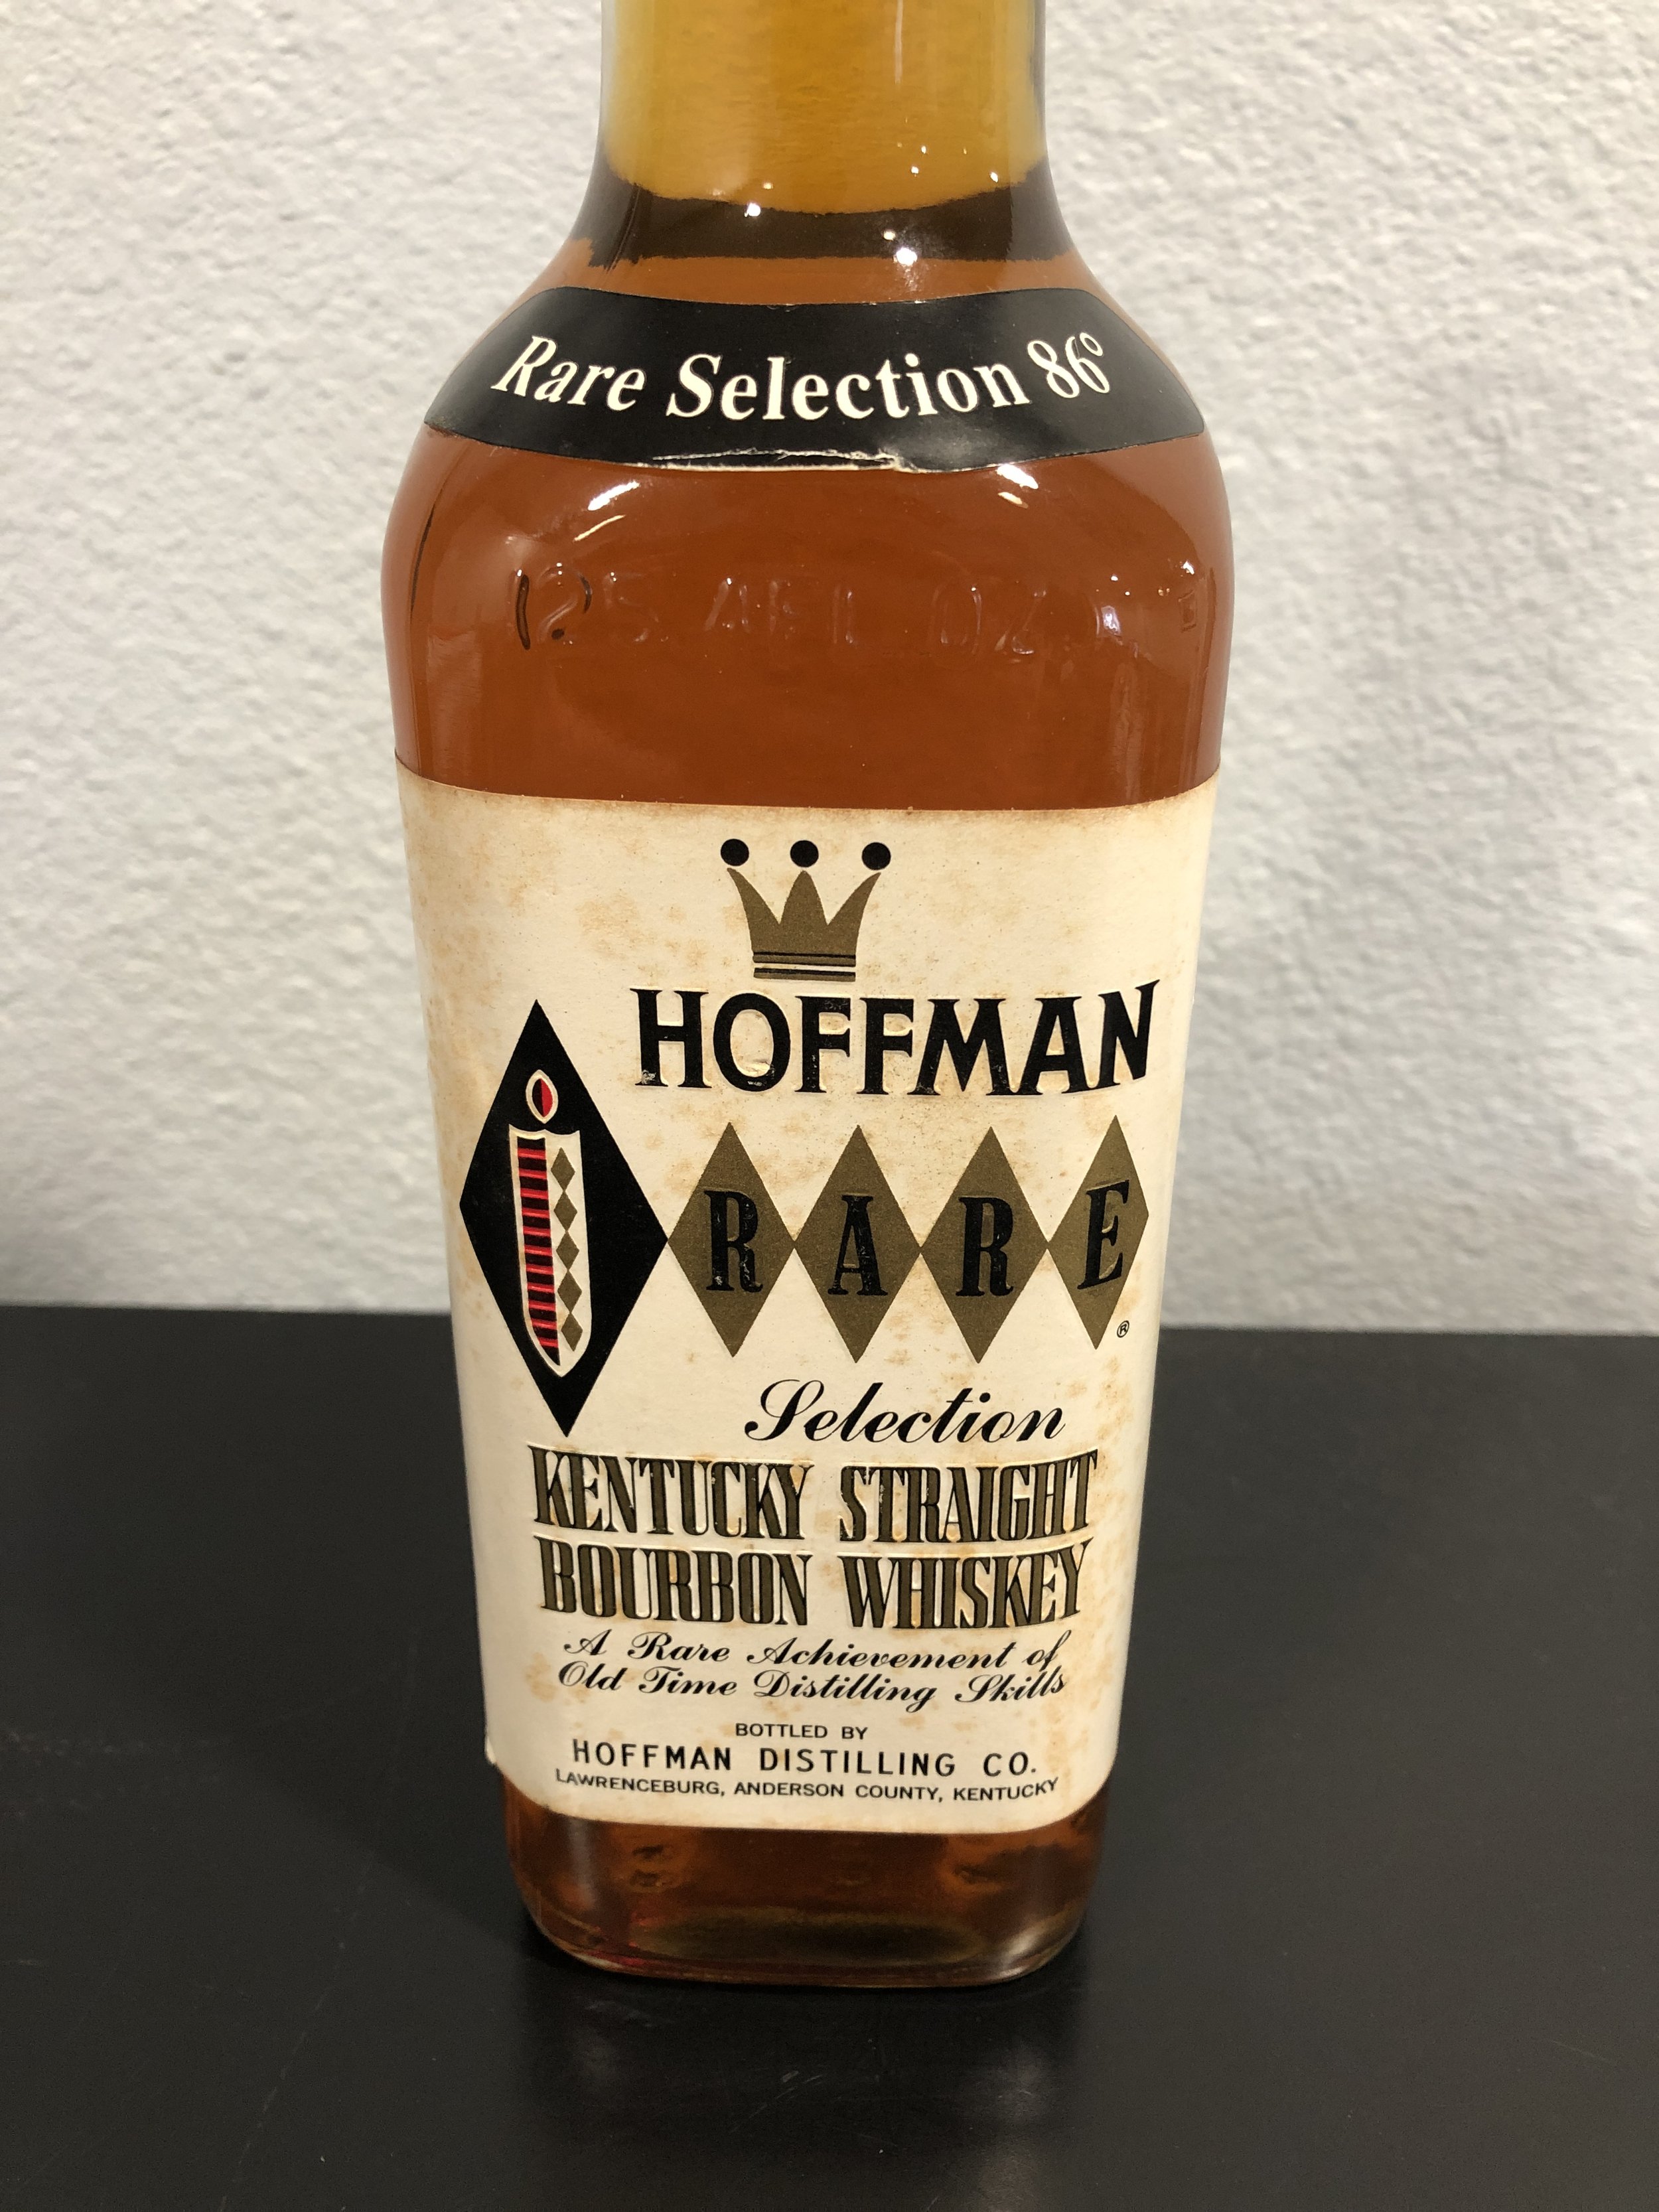 Rare Selection 86°
HOFFMAN
RARE
®
Selection
KENTUCKY STRAIGHT
BOURBON WHISKEY
A Rare Achievement of
Old Time Distilling Skills
BOTTLED BY
HOFFMAN DISTILLING CO.
LAWRENCEBURG, ANDERSON COUNTY, KENTUCKY